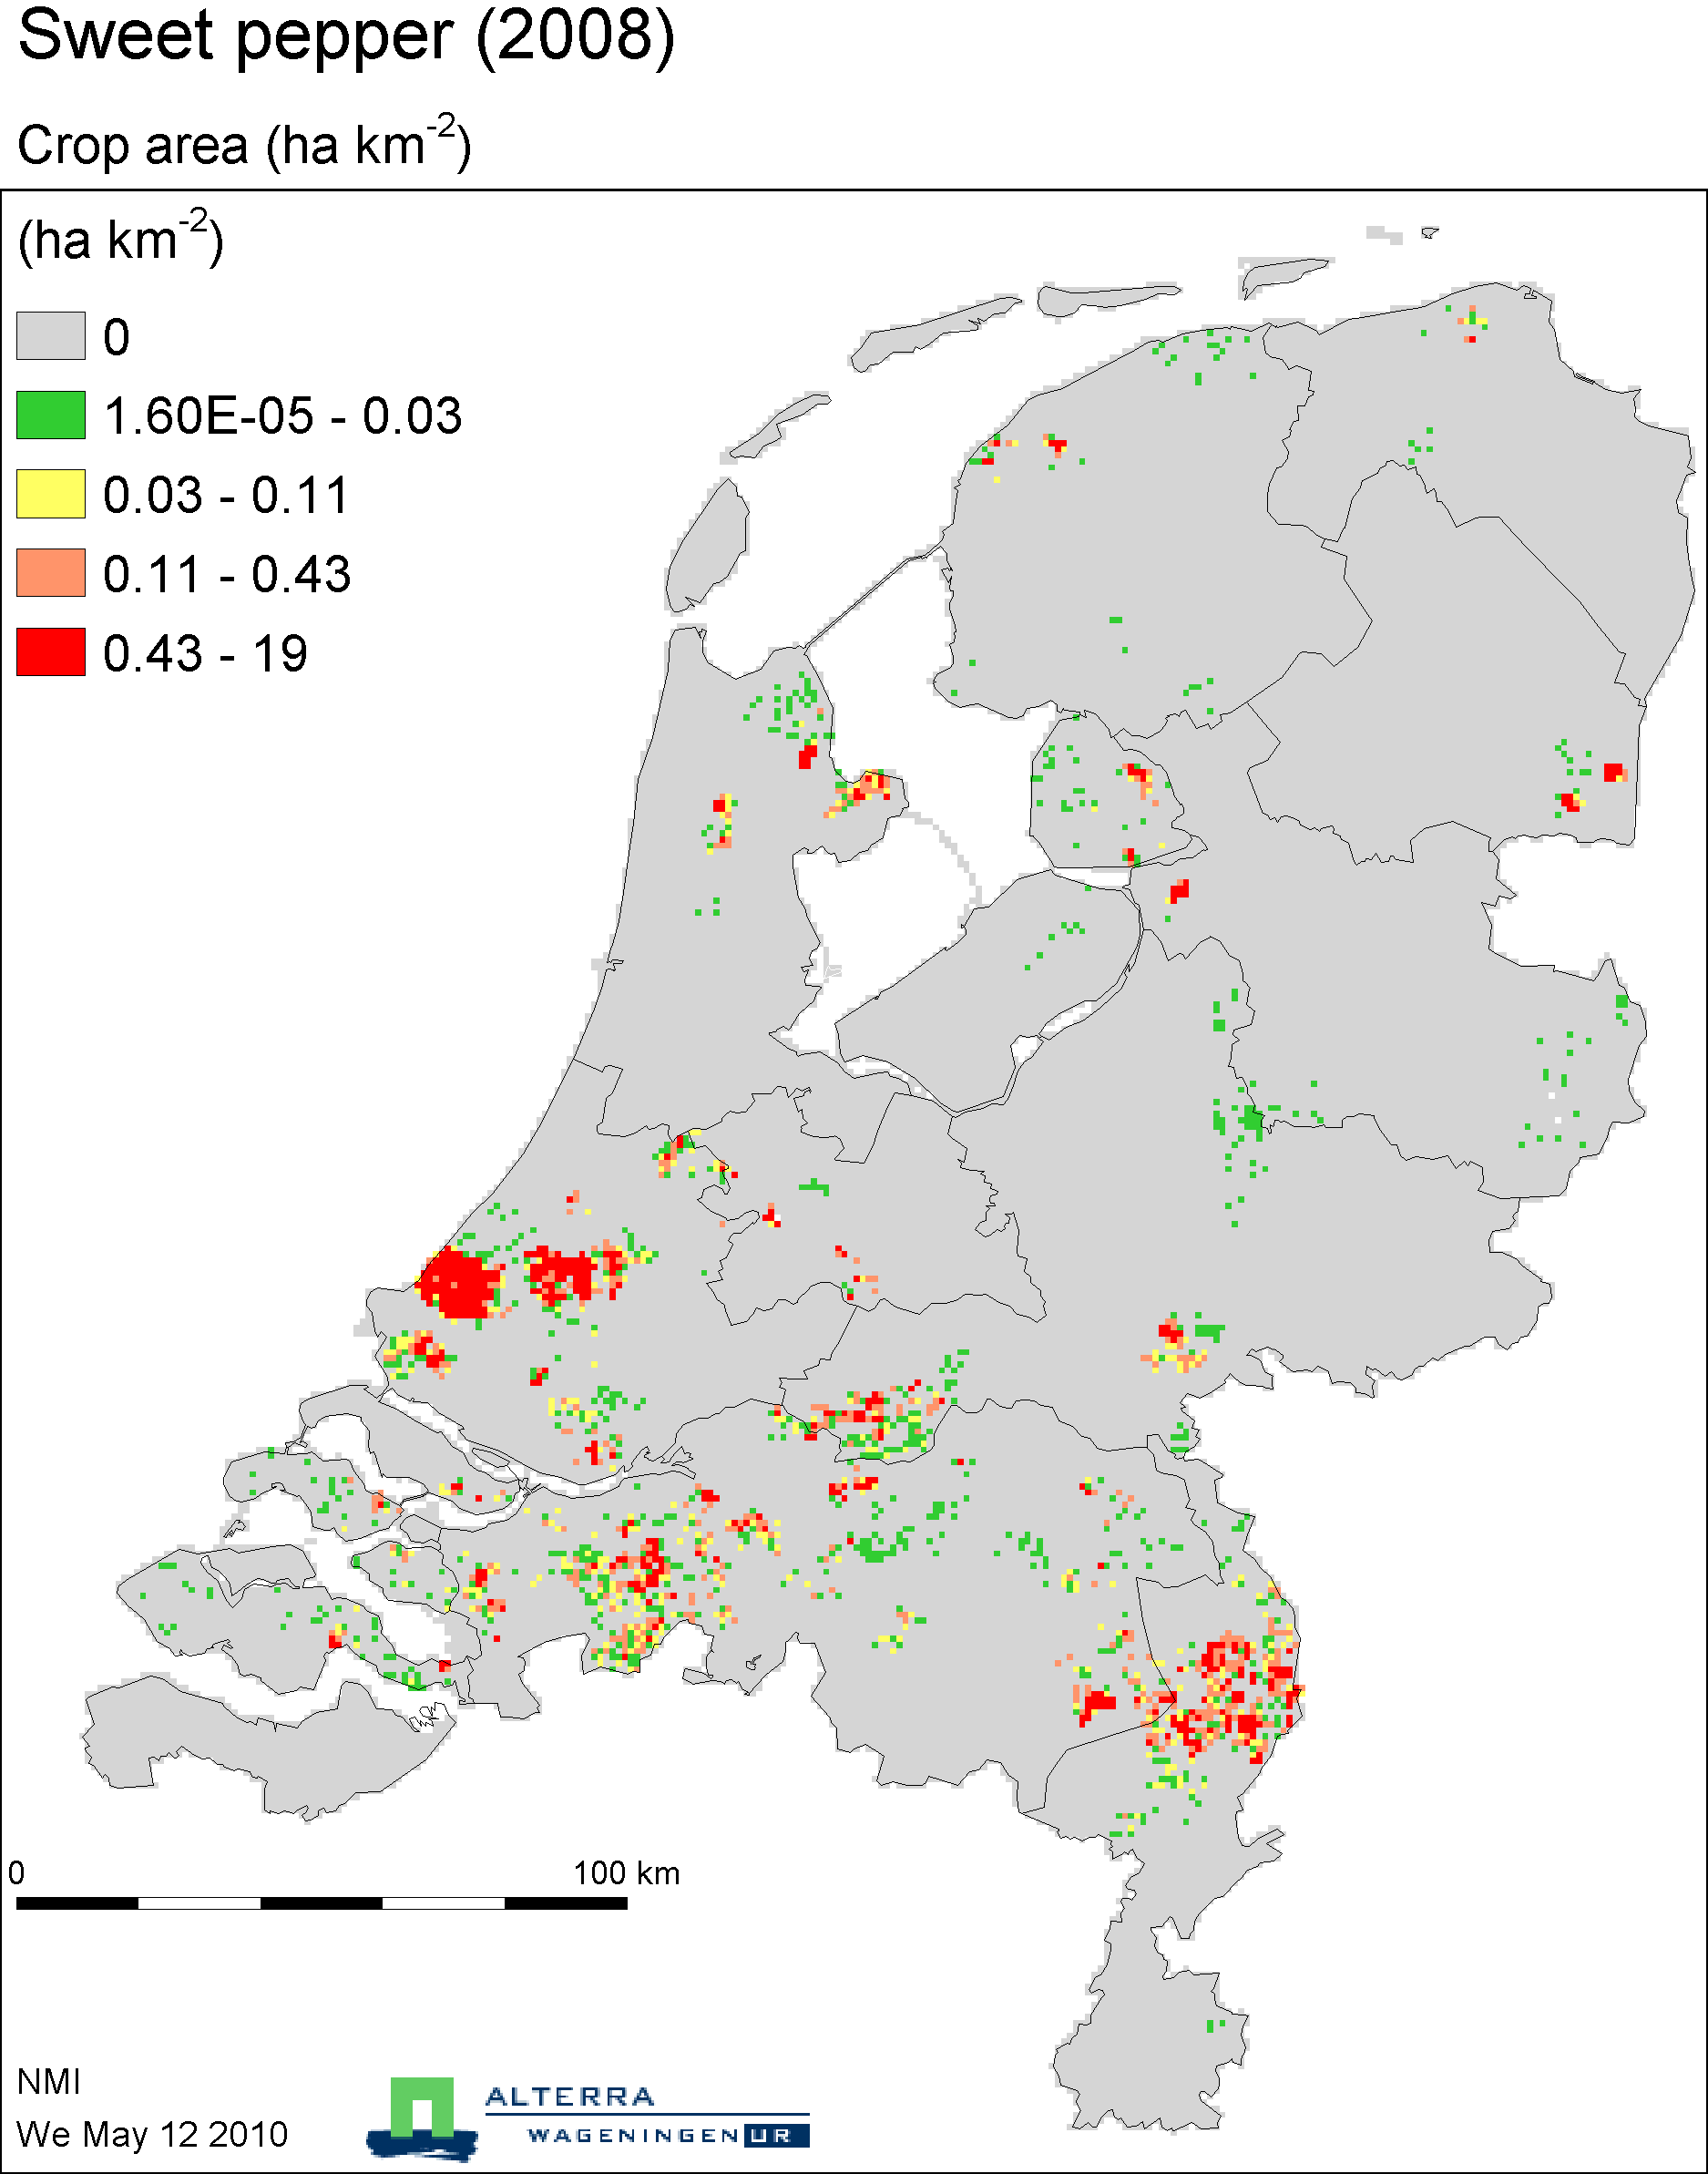 Sweet pepper (2008)
Crop area (ha km-2)
(ha km-2)
0
1.60E-05 - 0.03
0.03 - 0.11
0.11 - 0.43
0.43 - 19
0 100 km
NMI
We May 12 2010
ALTERRA
WAGENINGEN UR